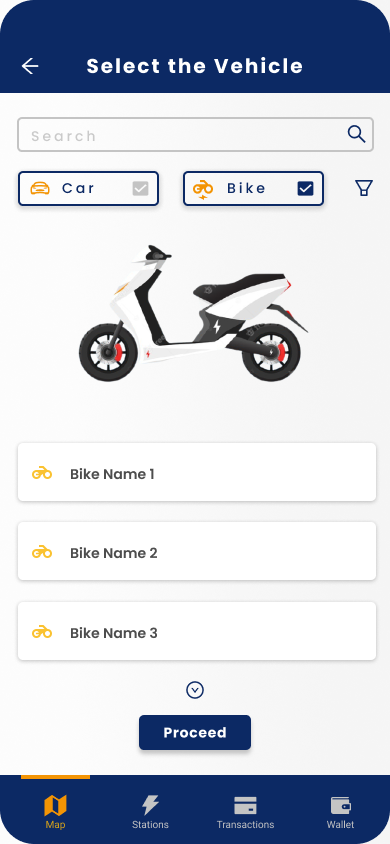 Select the Vehicle
Search
Car
Bike
Bike Name 1
Bike Name 2
Bike Name 3
Proceed
Map
Stations
Transactions
Wallet